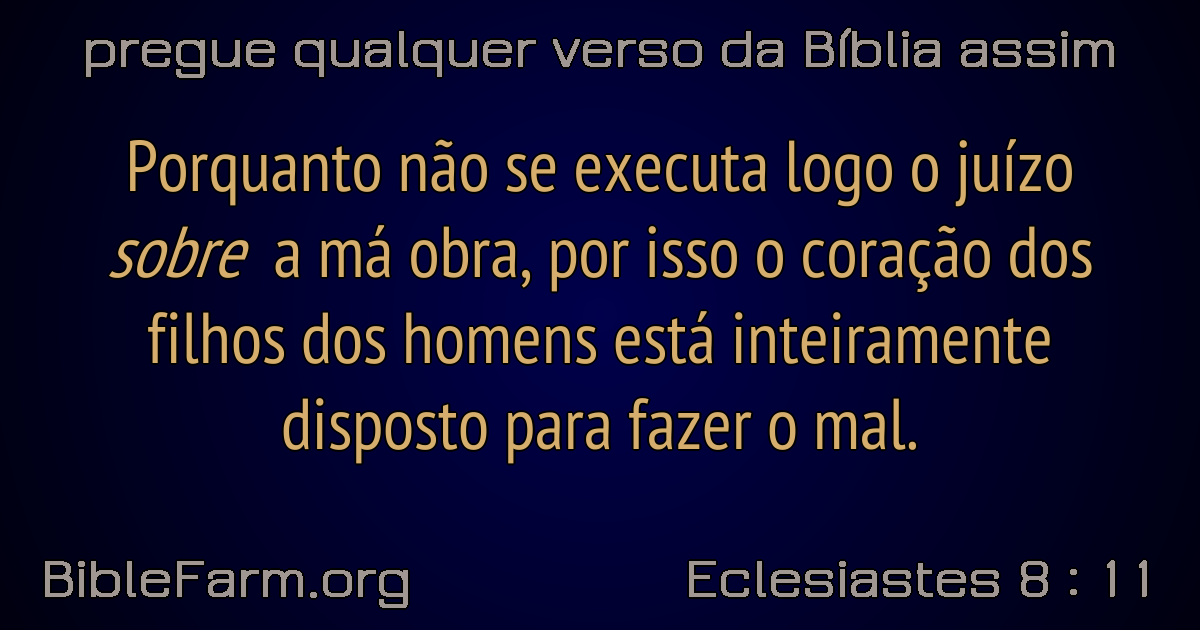 pregue qualquer verso da Bíblia assim
Porquanto não se executa logo o juízo
sobre a má obra, por isso o coração dos
filhos dos homens está inteiramente
disposto para fazer o mal.
BibleFarm.org
Eclesiastes 8 : 11